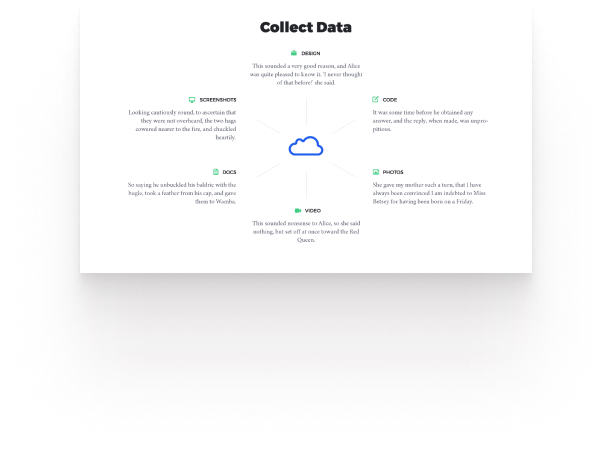 Collect Data
DESIGN
This sounded a very good reason, and Alice
was quite pleased to know it. 'I never thought
of that before!' she said.
SCREENSHOTS
Looking cautiously round, to ascertain that
they were not overheard, the two hags
cowered nearer to the fire, and chuckled
heartily.
CODE
It was some time before he obtained any
answer, and the reply, when made, was unpro-
pitious.
DOCS
So saying he unbuckled his baldric with the
bugle, took a feather from his cap, and gave
them to Wamba.
PHOTOS
She gave my mother such a turn, that I have
always been convinced I am indebted to Miss
Betsey for having been born on a Friday.
VIDEO
This sounded nonsense to Alice, so she said
nothing, but set off at once toward the Red
Queen.